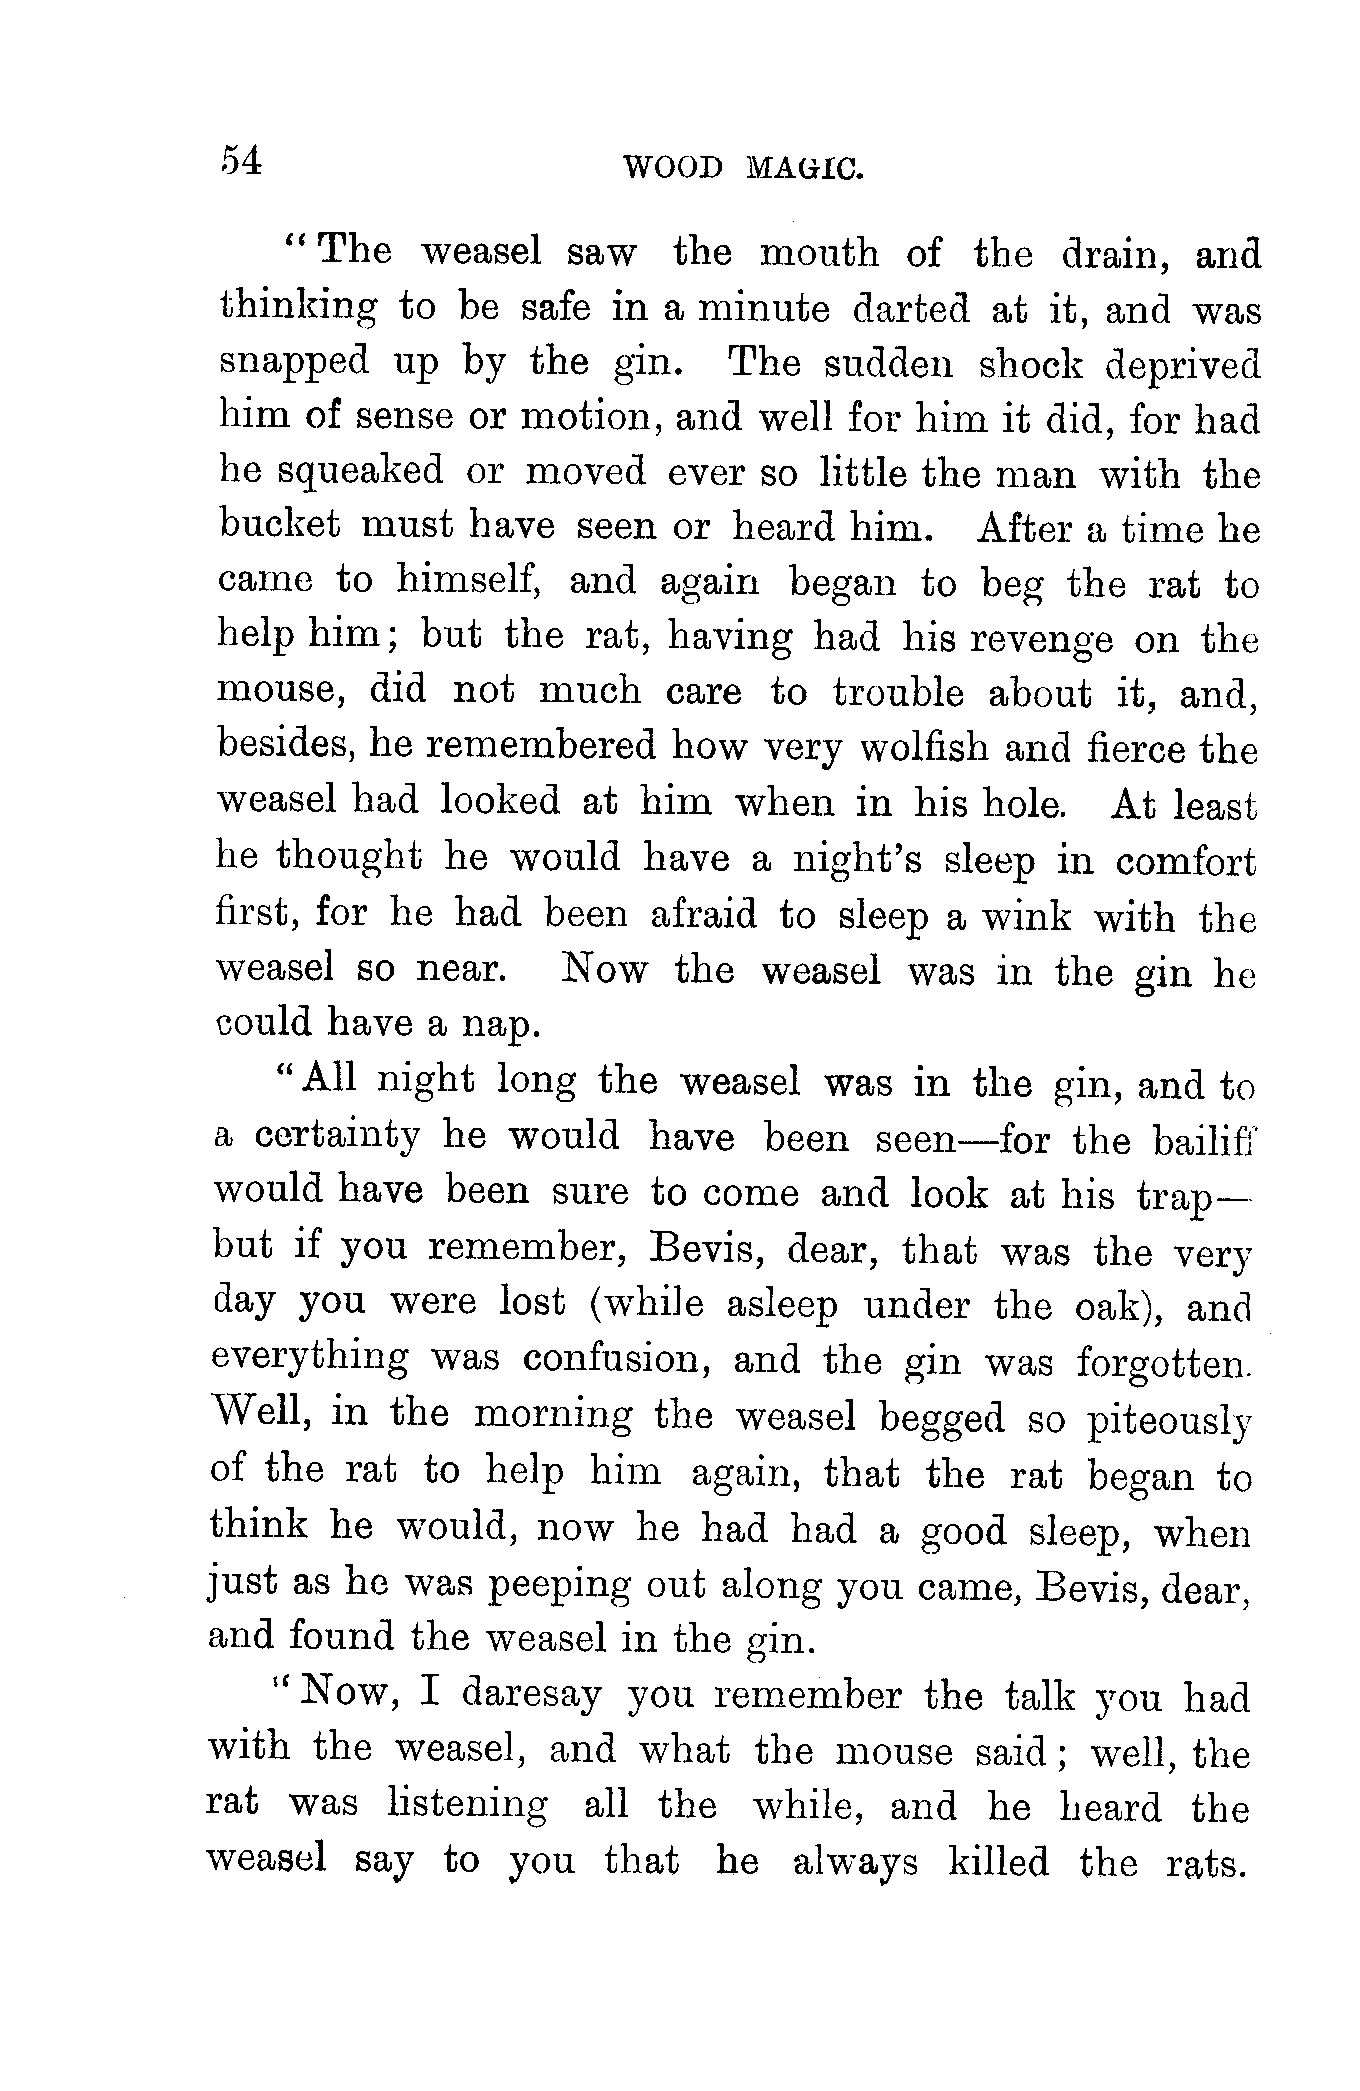 54 WOOD MAGIC.
“The weasel saw the mouth of the drain, and
thinking to be safe in a minute darted at it, and was
snapped up by the gin. The sudden shock deprived
him of sense or motion, and well for him it did, for had
he squeaked or moved ever so little the man with the
bucket must have seen or heard him. After a time he
came to himself, and again began to beg the rat to
help him; but the rat, having had his revenge on the
mouse, did not much care to trouble about it, and,
besides, he remembered how very wolfish and fierce the
weasel had looked at him when in his hole. At least
he thought he would have a night’s sleep in comfort
first, for he had been afraid to sleep a wink with the
weasel so near. Now the weasel was in the gin he
could have a nap.
“All night long the weasel was in the gin, and to
a certainty he would have been seen—for the bailiff
would have been sure to come and look at his trap—
but if you remember, Bevis, dear, that was the very
day you were lost (while asleep under the oak), and
everything was confusion, and the gin was forgotten.
Well, in the morning the weasel begged so piteously
of the rat to help him again, that the rat began to
think he would, now he had had a good sleep, when
just as he was peeping out along you came, Bevis, dear,
and found the weasel in the gin.
“Now, I daresay you remember the talk you had
with the weasel, and what the mouse said; well, the
rat was listening all the while, and he heard the
weasel say to you that he always killed the rats.